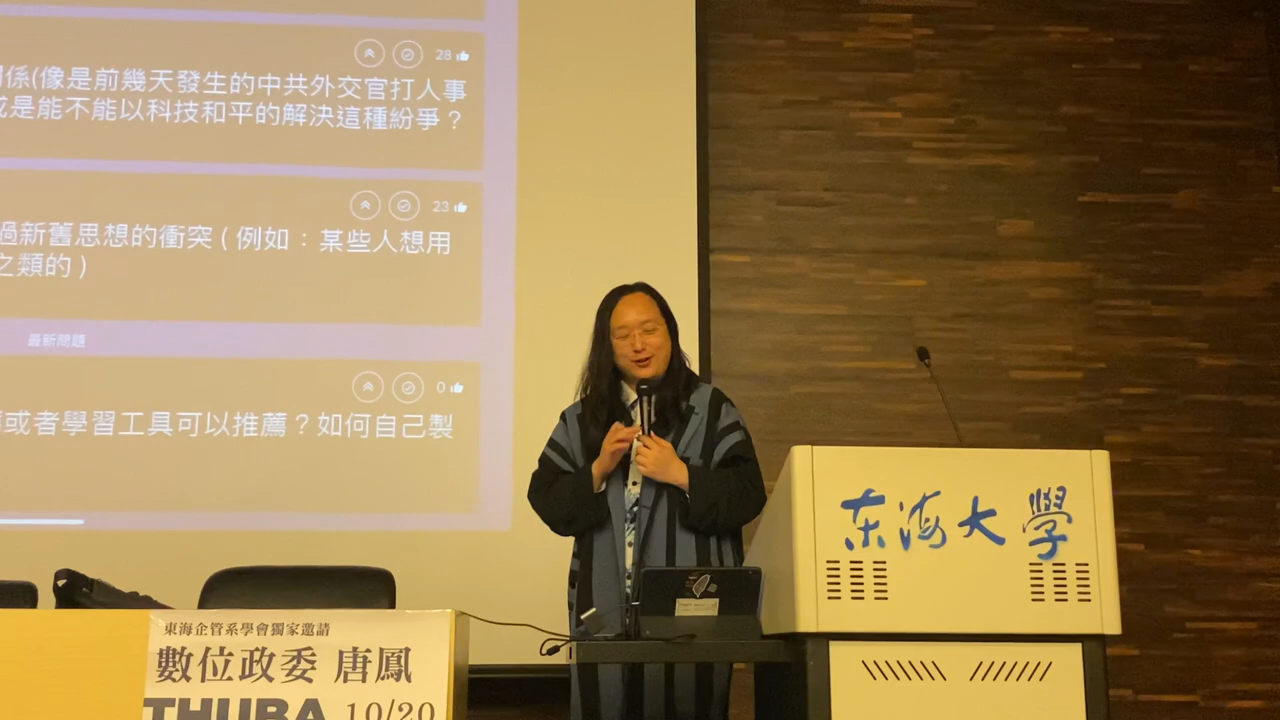 28
係(像是前幾天發生的中共外交官打人事
是能不能以科技和平的解決這種紛爭？
23
過新舊思想的衝突 ( 例如 : 某些人想用
之類的 )
最新問題
0
或者學習工具可以推薦？如何自己製
东海大學
東海企管系學會獨家邀請
數位政委 唐鳳
THUBA 10/20